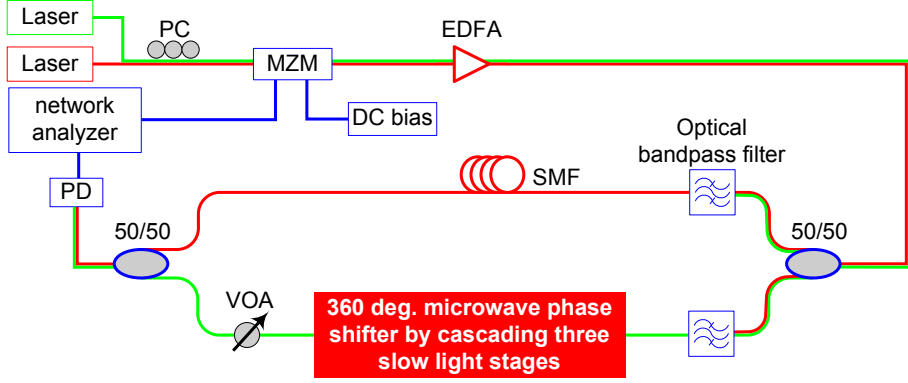 Laser
PC
EDFA
Laser
MZM
network
analyzer
DC bias
Optical
bandpass filter
PD
SMF
50/50
50/50
VOA
360 deg. microwave phase
shifter by cascading three
slow light stages